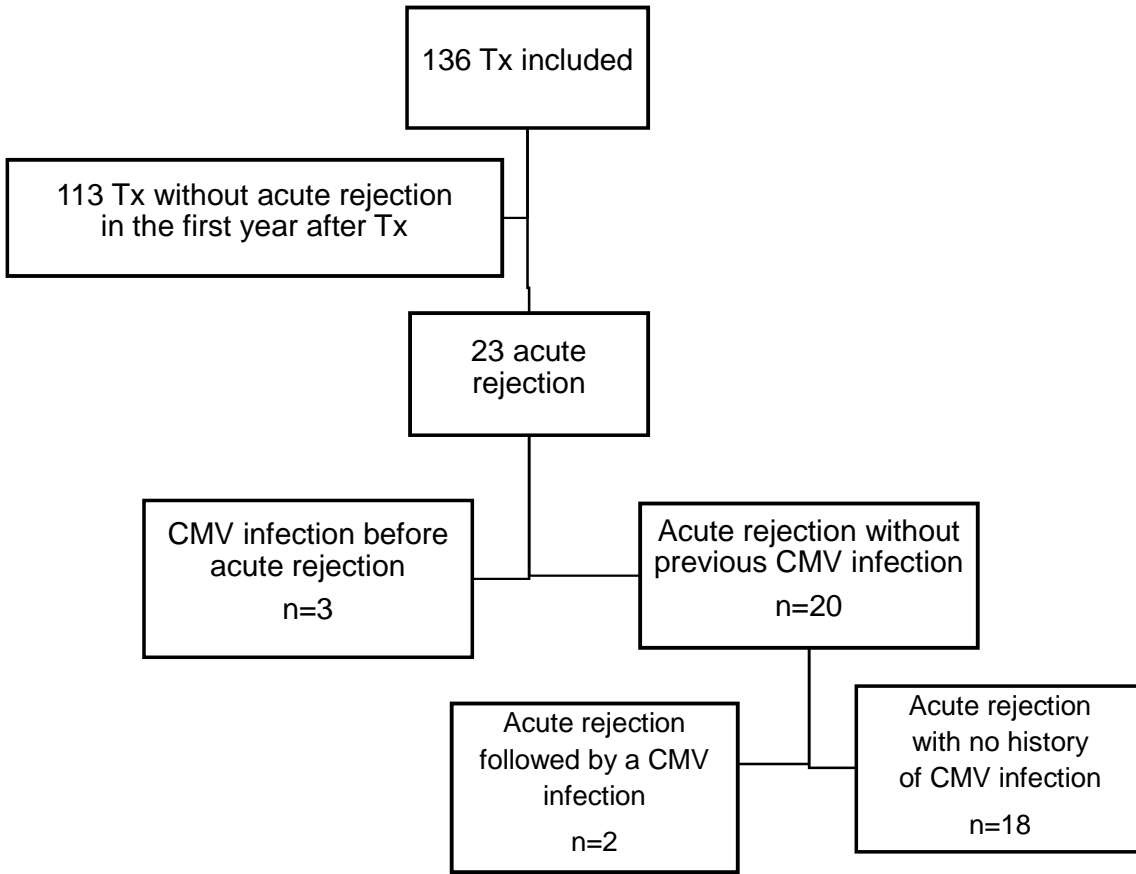 136 Tx included
113 Tx without acute rejection
in the first year after Tx
23 acute
rejection
CMV infection before
acute rejection
n=3
Acute rejection without
previous CMV infection
n=20
Acute rejection
followed by a CMV
infection
n=2
Acute rejection
with no history
of CMV infection
n=18